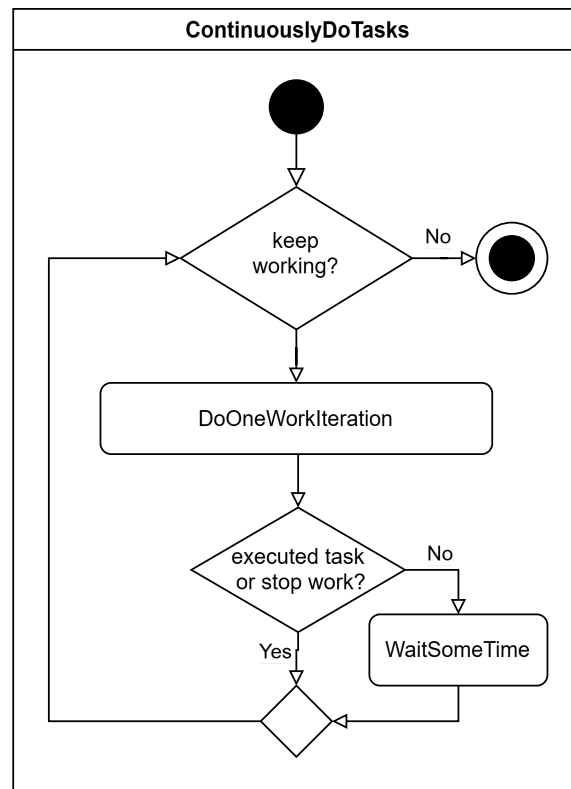 ContinuouslyDoTasks
keep
working?
No
DoOneWorkIteration
executed task
or stop work?
No
WaitSomeTime
Yes